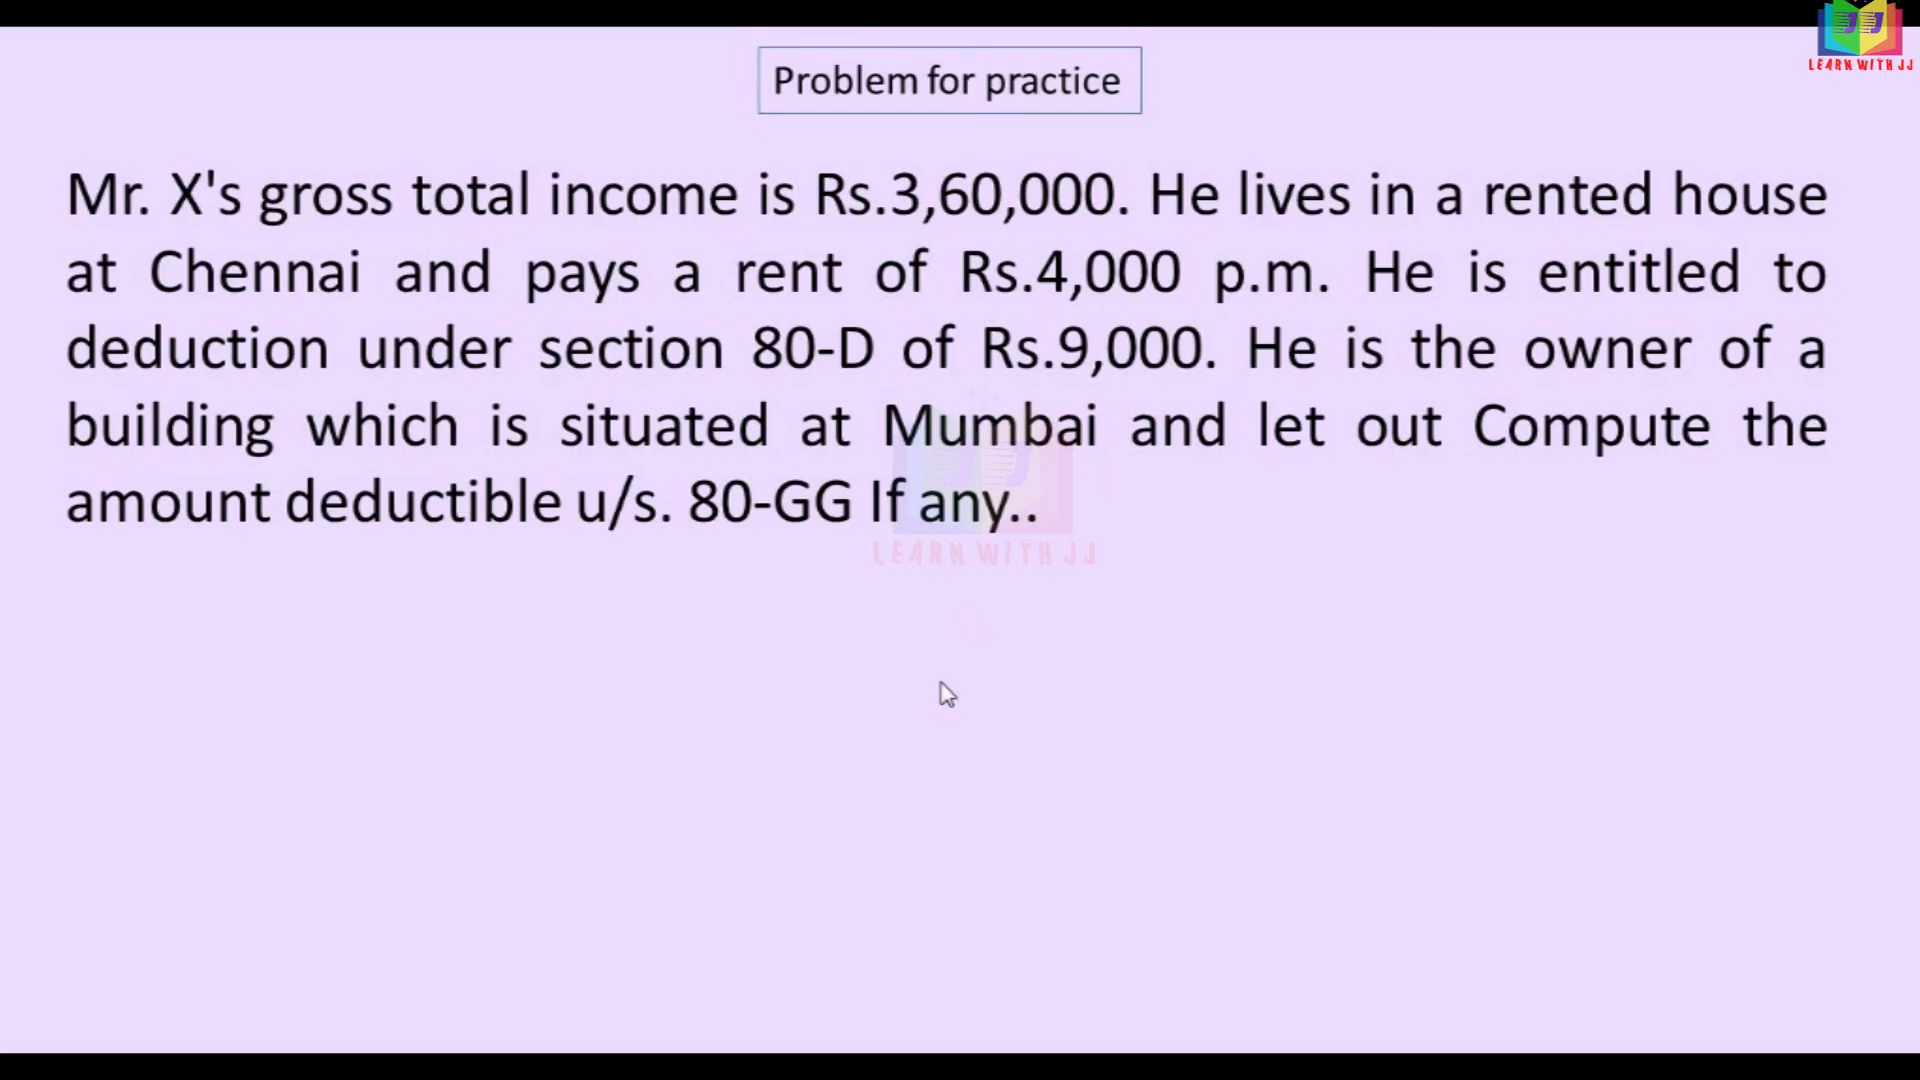 LEARN WITH JJ
Problem for practice
Mr. X's gross total income is Rs.3,60,000. He lives in a rented house
at Chennai and pays a rent of Rs.4,000 p.m. He is entitled to
deduction under section 80-D of Rs.9,000. He is the owner of a
building which is situated at Mumbai and let out Compute the
amount deductible u/s. 80-GG If any..
LEARN WITH JJ